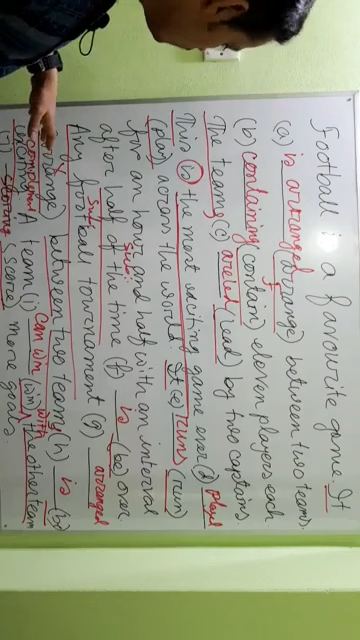 Football is a favourite game. It
(a) is arranged (arrange) between two teams
(b) containing (contain) eleven players each
The teams (c) are led (lead) by two captains
This is the most exciting game ever (d) played
(play) across the world. It (e) runs (run)
for an hour and half with an interval
after half of the time (f) is (be) over
Any football tournament (g) arranged
between two teams (h) is (be)
team (i) can win (win) with the other team
(j) Scores more goals.